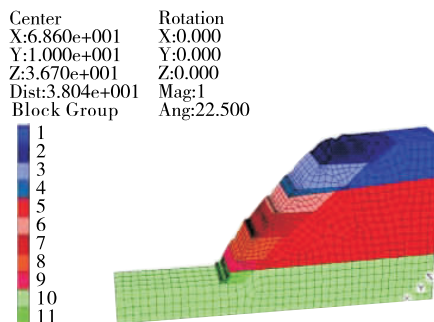 Center Rotation
X:6.860e+001 X:0.000
Y:1.000e+001 Y:0.000
Z:3.670e+001 Z:0.000
Dist:3.804e+001 Mag:1
Block Group Ang:22.500
1
2
3
4
5
6
7
8
9
10
11